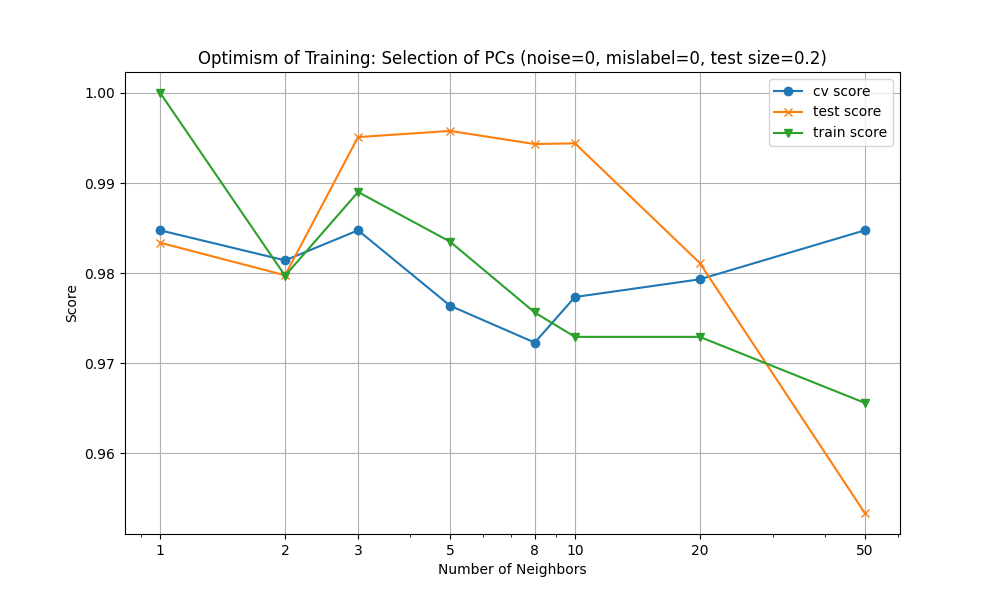 Optimism of Training: Selection of PCs (noise=0, mislabel=0, test size=0.2)
cv score
test score
train score
1.00
0.99
0.98
0.97
0.96
Score
1 2 3 5 8 10 20 50
Number of Neighbors